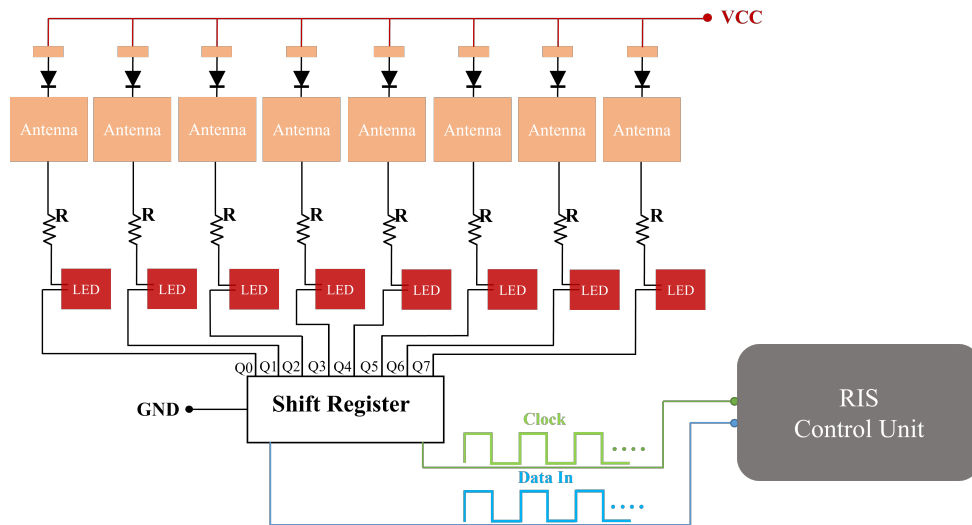 VCC
Antenna Antenna Antenna Antenna Antenna Antenna Antenna Antenna
R R R R R R R R
LED LED LED LED LED LED LED LED
Q0 Q1 Q2 Q3 Q4 Q5 Q6 Q7
GND
Shift Register
RIS
Control Unit
Clock
Data In